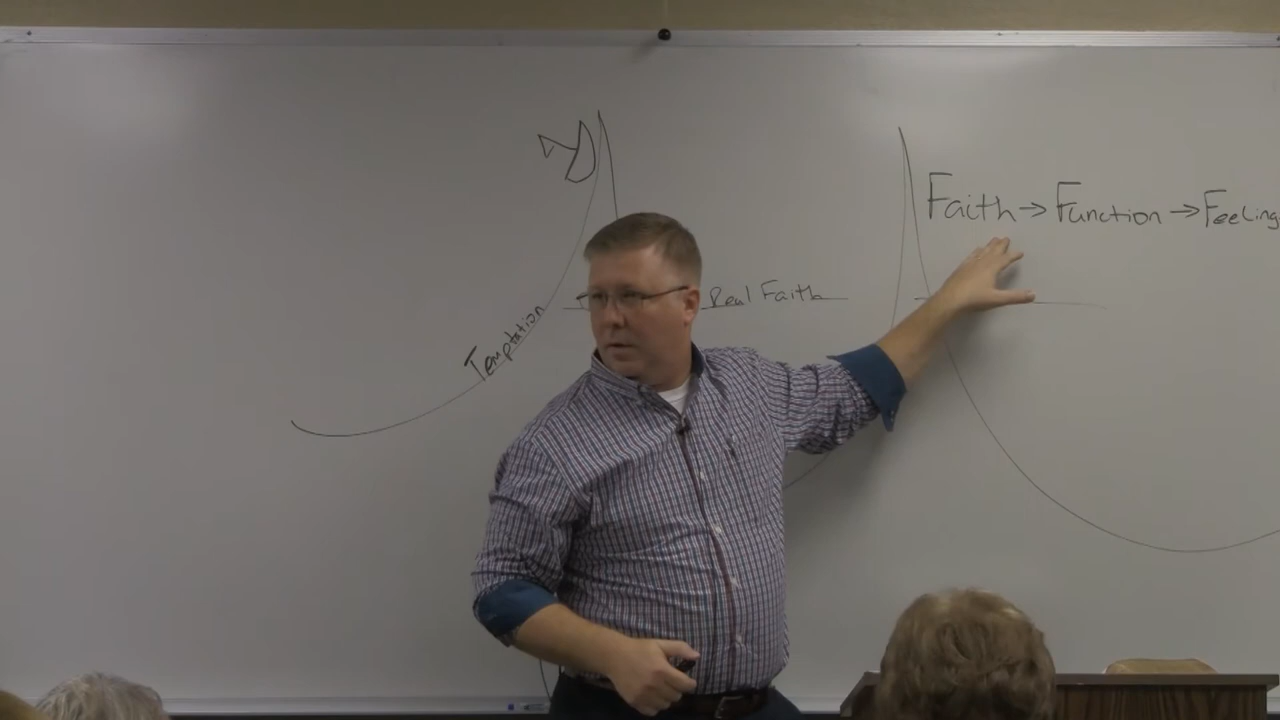 Faith → Function → Feeling
Real Faith
Temptation